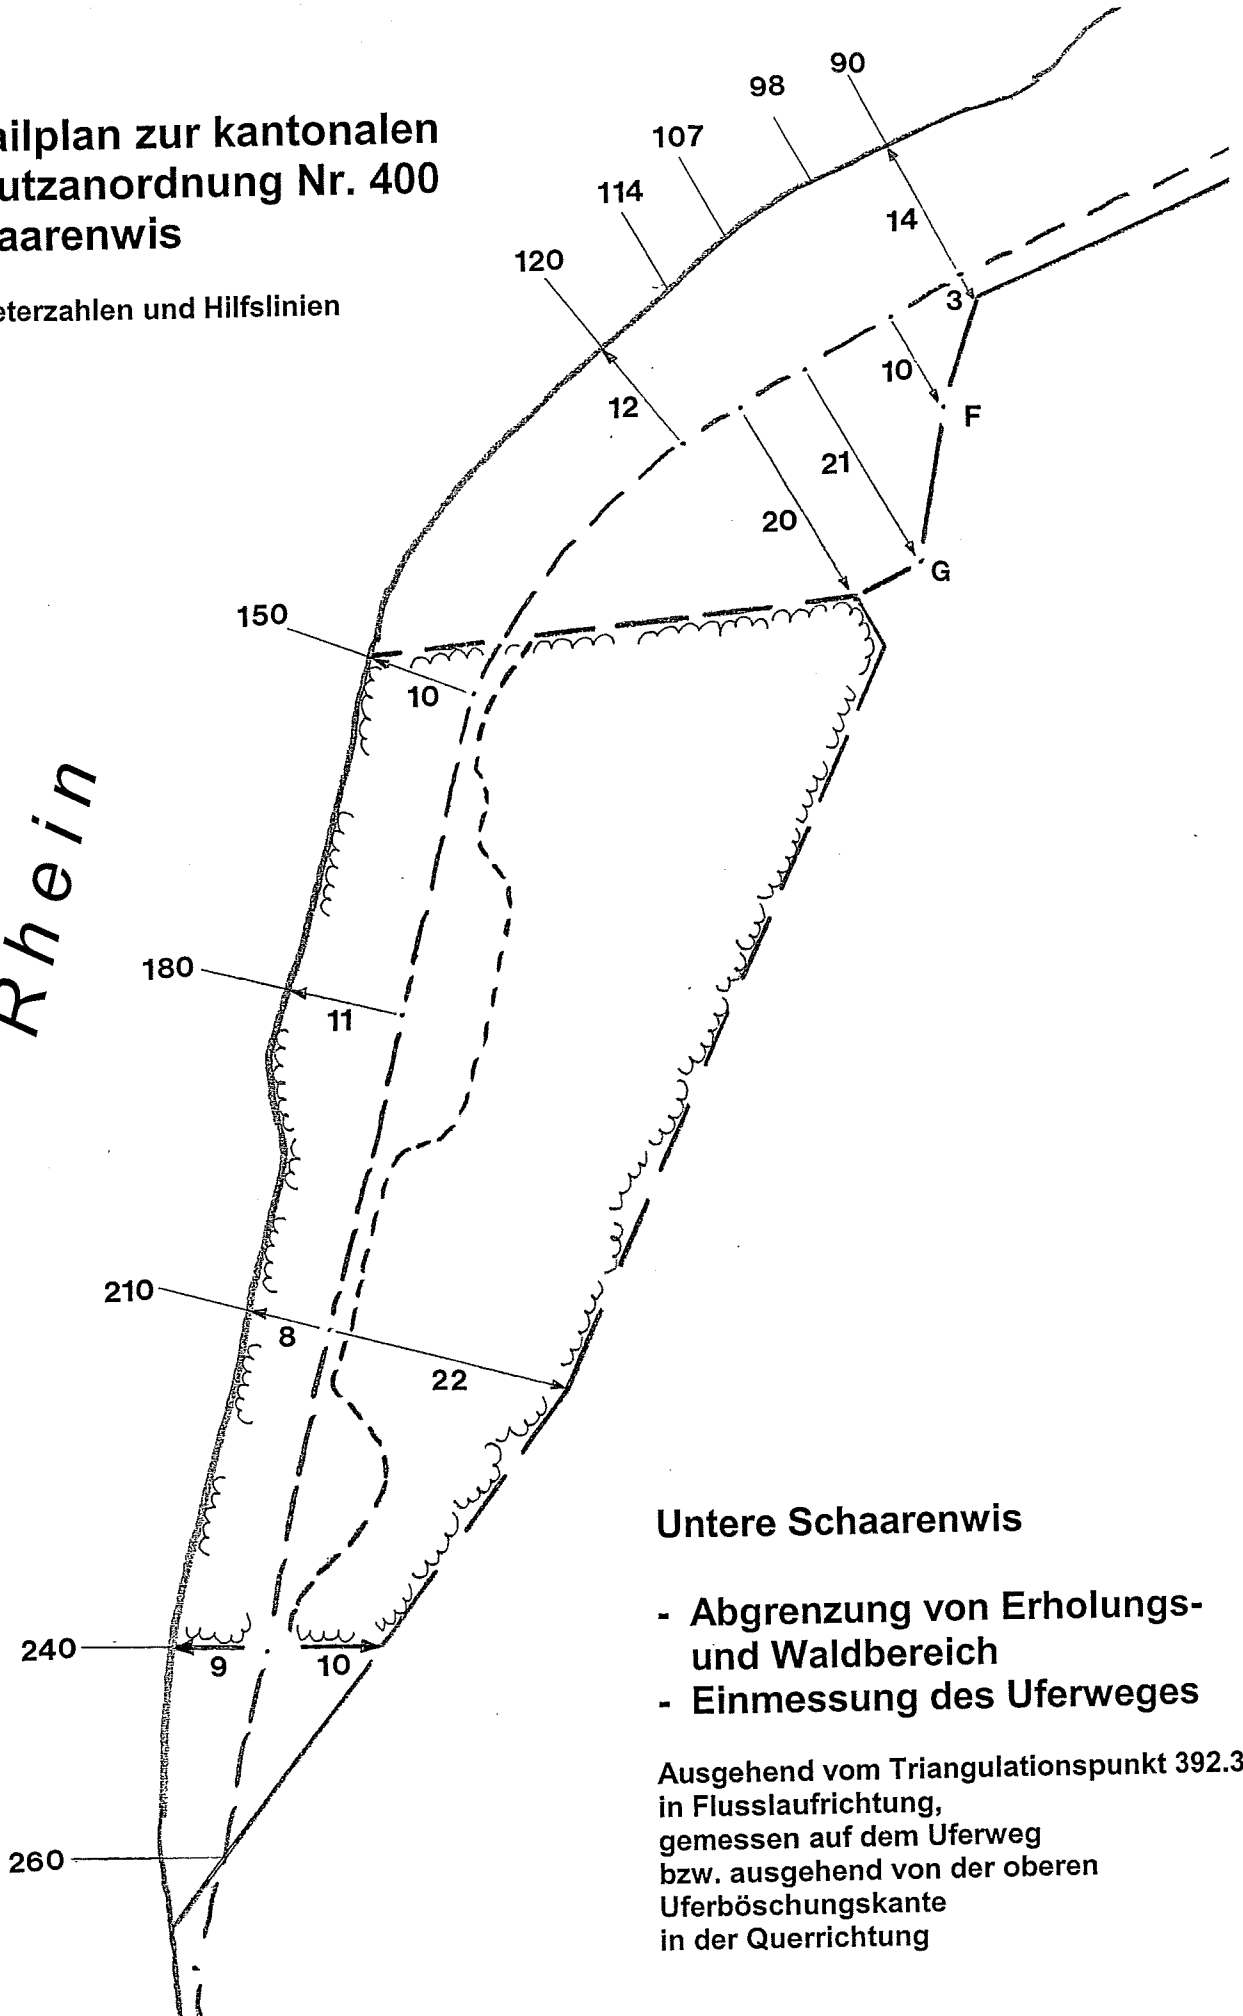 ailplan zur kantonalen
utzanordnung Nr. 400
aarenwis
eterzahlen und Hilfslinien
90
98
107
114
120
14
3
12
10
F
21
20
G
150
10
Rhein
180
11
210
8
22
240
9
10
260
Untere Schaarenwis
- Abgrenzung von Erholungs-
und Waldbereich
- Einmessung des Uferweges
Ausgehend vom Triangulationspunkt 392.3
in Flusslaufrichtung,
gemessen auf dem Uferweg
bzw. ausgehend von der oberen
Uferböschungskante
in der Querrichtung